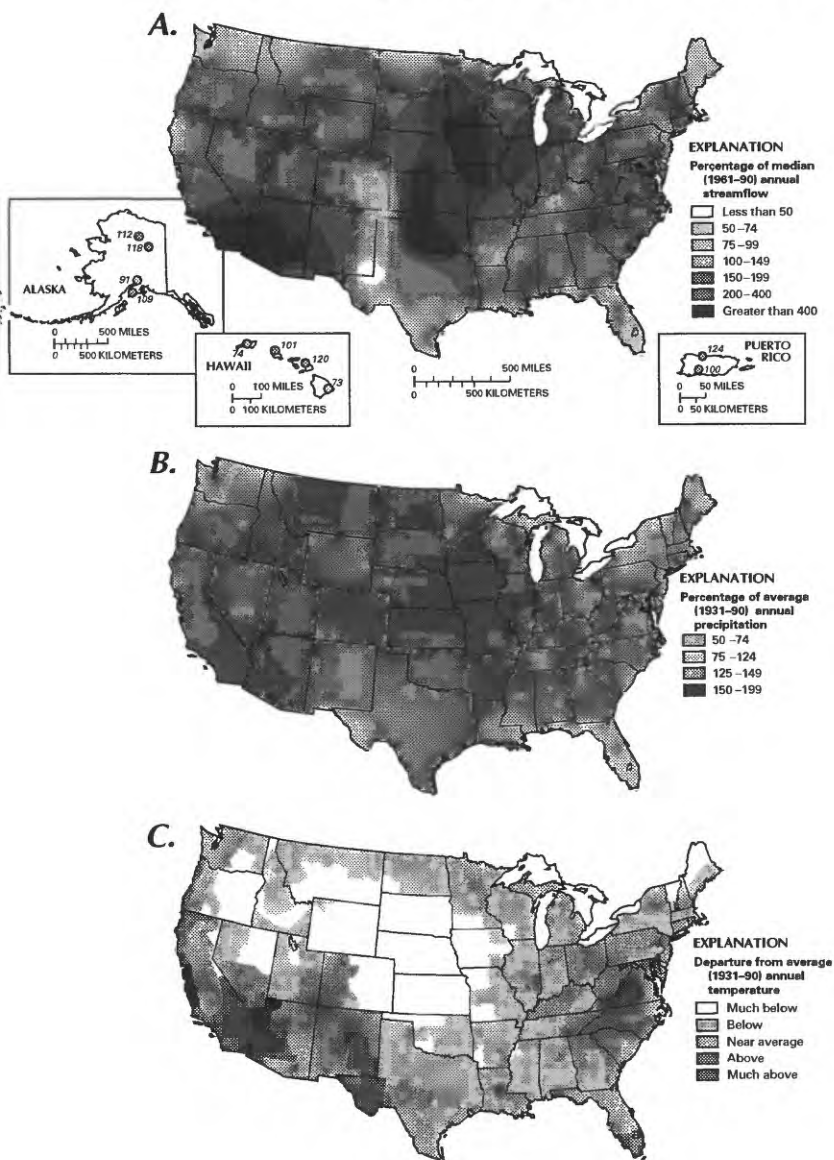 A.
EXPLANATION
Percentage of median
(1961–90) annual
streamflow
Less than 50
50–74
75–99
100–149
150–199
200–400
Greater than 400
112
118
91
109
ALASKA
0 500 MILES
0 500 KILOMETERS
74
101
120
73
HAWAII
0 100 MILES
0 100 KILOMETERS
0 500 MILES
0 500 KILOMETERS
124
100
PUERTO
RICO
0 50 MILES
0 50 KILOMETERS
B.
EXPLANATION
Percentage of average
(1931–90) annual
precipitation
50–74
75–124
125–149
150–199
C.
EXPLANATION
Departure from average
(1931–90) annual
temperature
Much below
Below
Near average
Above
Much above